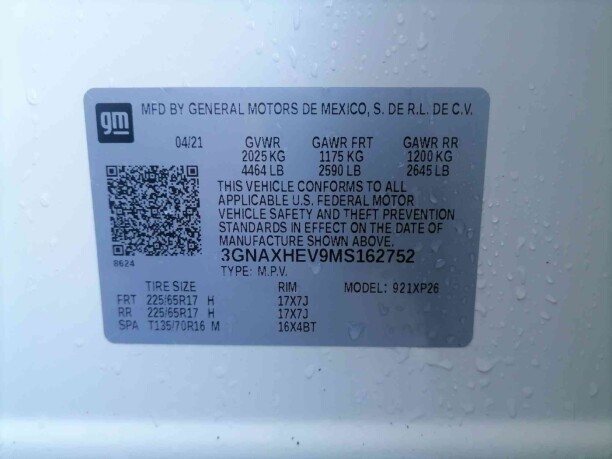 gm
MFD BY GENERAL MOTORS DE MEXICO, S. DE R.L. DE C.V.
04/21 GVWR GAWR FRT GAWR RR
2025 KG 1175 KG 1200 KG
4464 LB 2590 LB 2645 LB
THIS VEHICLE CONFORMS TO ALL
APPLICABLE U.S. FEDERAL MOTOR
VEHICLE SAFETY AND THEFT PREVENTION
STANDARDS IN EFFECT ON THE DATE OF
MANUFACTURE SHOWN ABOVE.
8624 3GNAXHEV9MS162752
TYPE: M.P.V.
TIRE SIZE RIM MODEL: 921XP26
FRT 225/65R17 H 17X7J
RR 225/65R17 H 17X7J
SPA T135/70R16 M 16X4BT